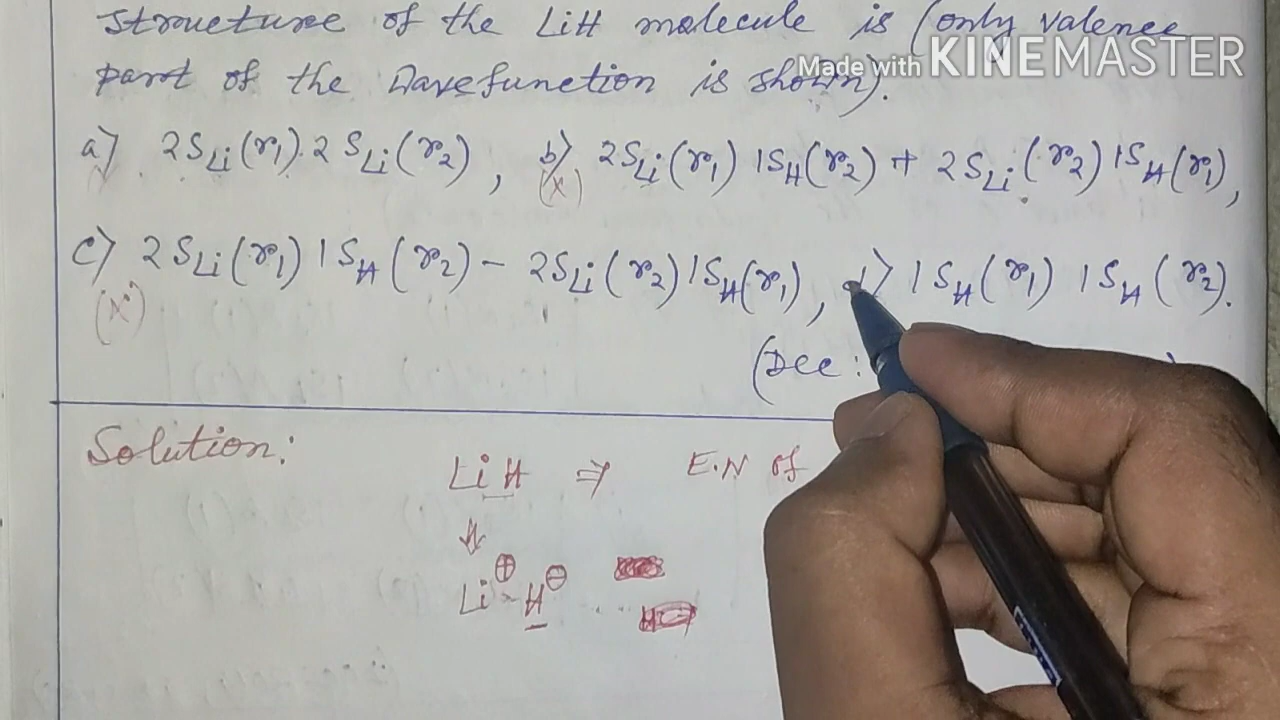 structure of the LiH molecule is (only valence
Made with KINEMASTER
part of the wavefunction is shown).
a) 2S_Li(r₁) 2S_Li(r₂), b) 2S_Li(r₁) 1S_H(r₂) + 2S_Li(r₂) 1S_H(r₁),
(x)
c) 2S_Li(r₁) 1S_H(r₂) - 2S_Li(r₂) 1S_H(r₁), d) 1S_H(r₁) 1S_H(r₂).
(x)
(Dec:
Solution:
LiH ⇒ E.N of
↓
Li⊕-H⊖